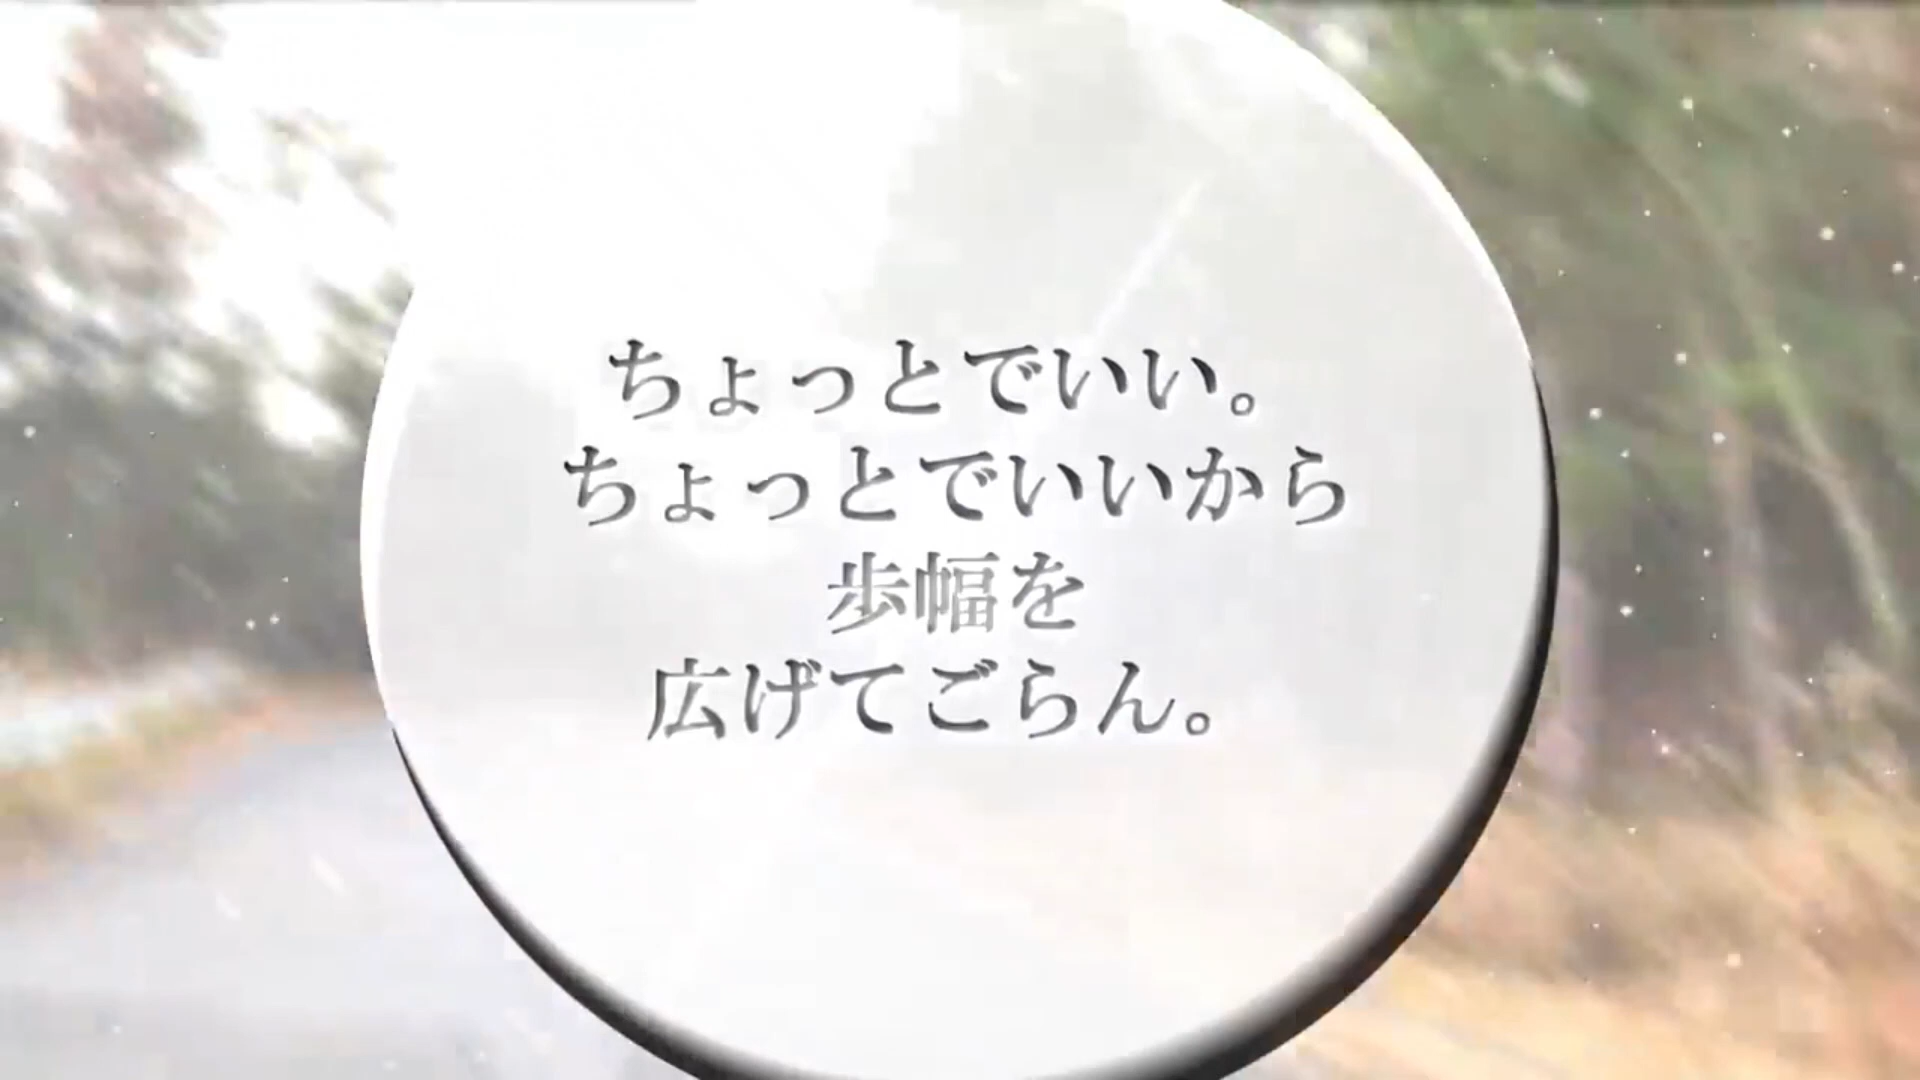 ちょっとでいい。
ちょっとでいいから
歩幅を
広げてごらん。